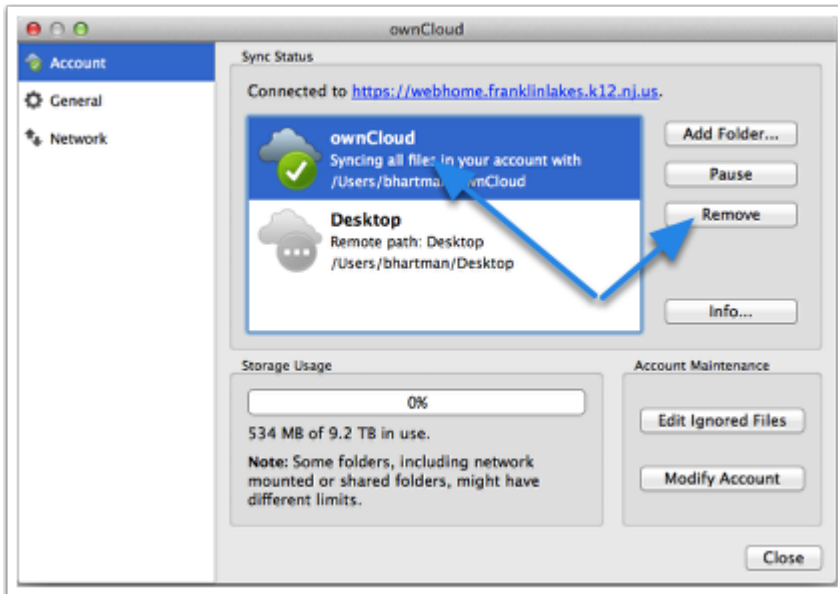 ownCloud
Account
General
Network
Sync Status
Connected to https://webhome.franklinlakes.k12.nj.us.
ownCloud
Syncing all files in your account with
/Users/bhartman/ownCloud
Desktop
Remote path: Desktop
/Users/bhartman/Desktop
Add Folder...
Pause
Remove
Info...
Storage Usage
0%
534 MB of 9.2 TB in use.
Note: Some folders, including network
mounted or shared folders, might have
different limits.
Account Maintenance
Edit Ignored Files
Modify Account
Close